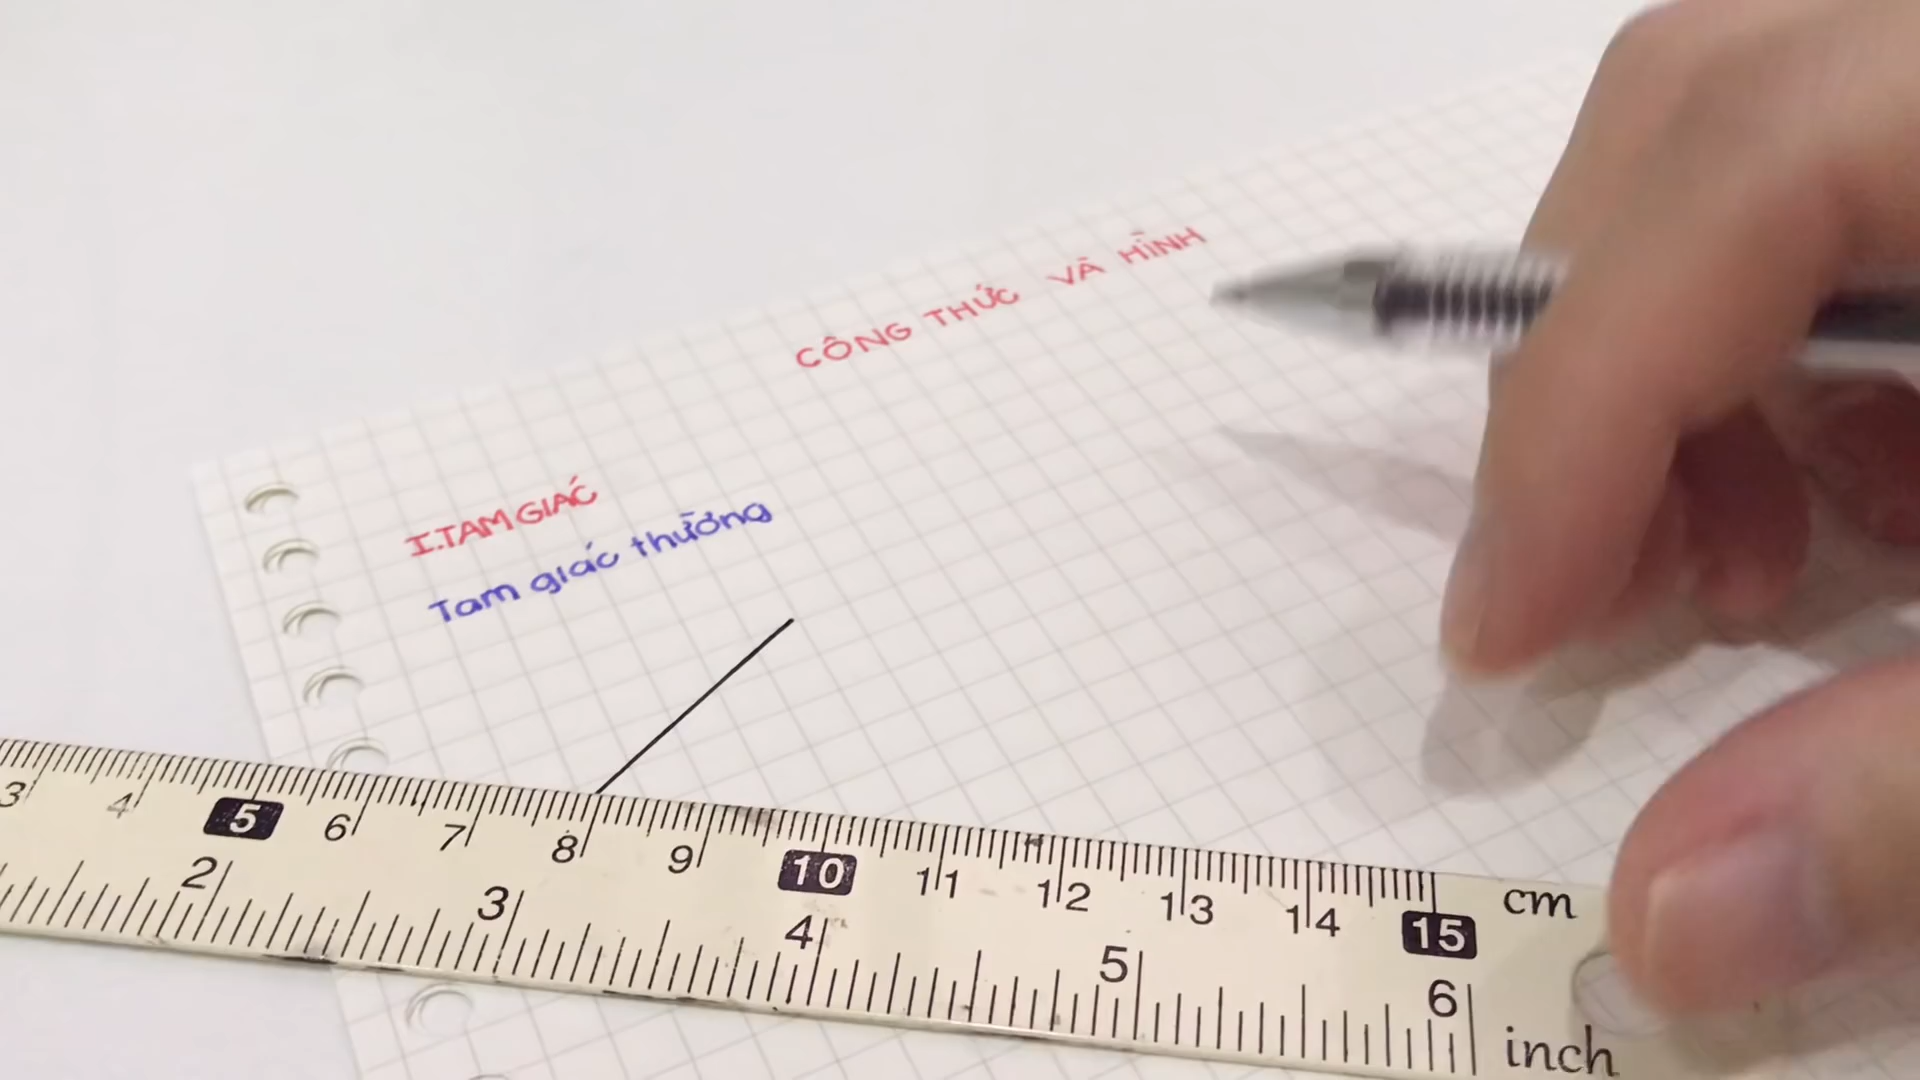 CÔNG THỨC VÀ HÌNH
I.TAM GIÁC
Tam giác thường
3 4 5 6 7 8 9 10 11 12 13 14 15 cm
2 3 4 5 6 inch